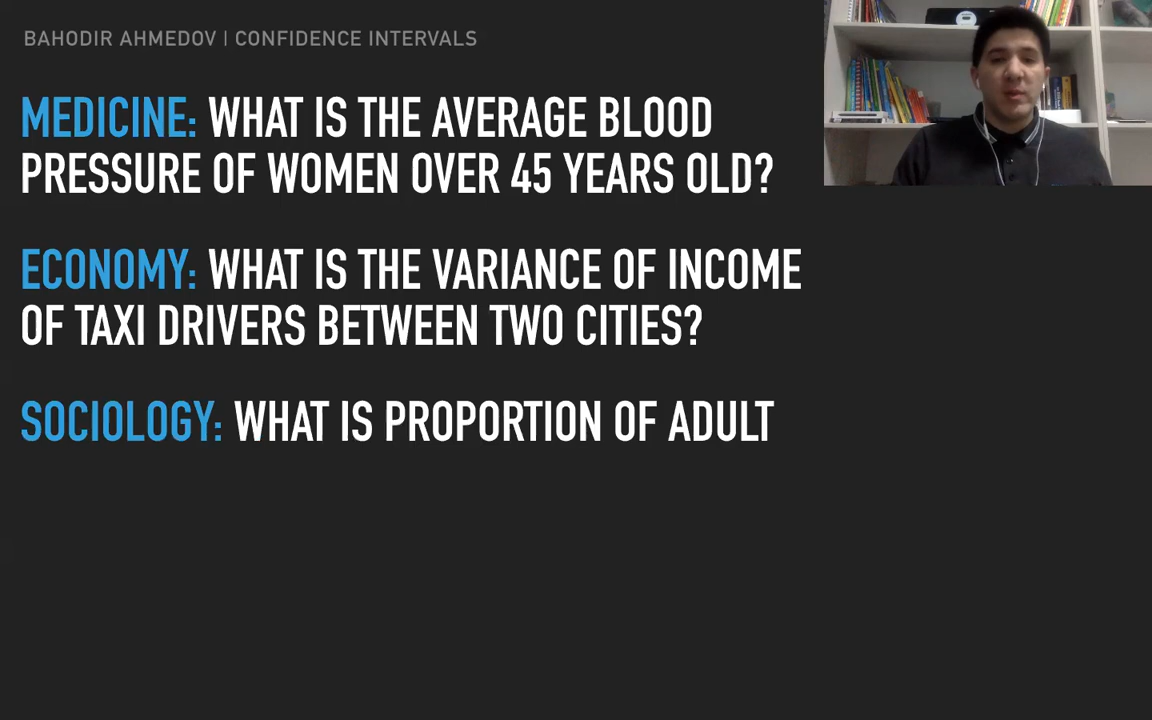 BAHODIR AHMEDOV | CONFIDENCE INTERVALS
MEDICINE: WHAT IS THE AVERAGE BLOOD
PRESSURE OF WOMEN OVER 45 YEARS OLD?
ECONOMY: WHAT IS THE VARIANCE OF INCOME
OF TAXI DRIVERS BETWEEN TWO CITIES?
SOCIOLOGY: WHAT IS PROPORTION OF ADULT